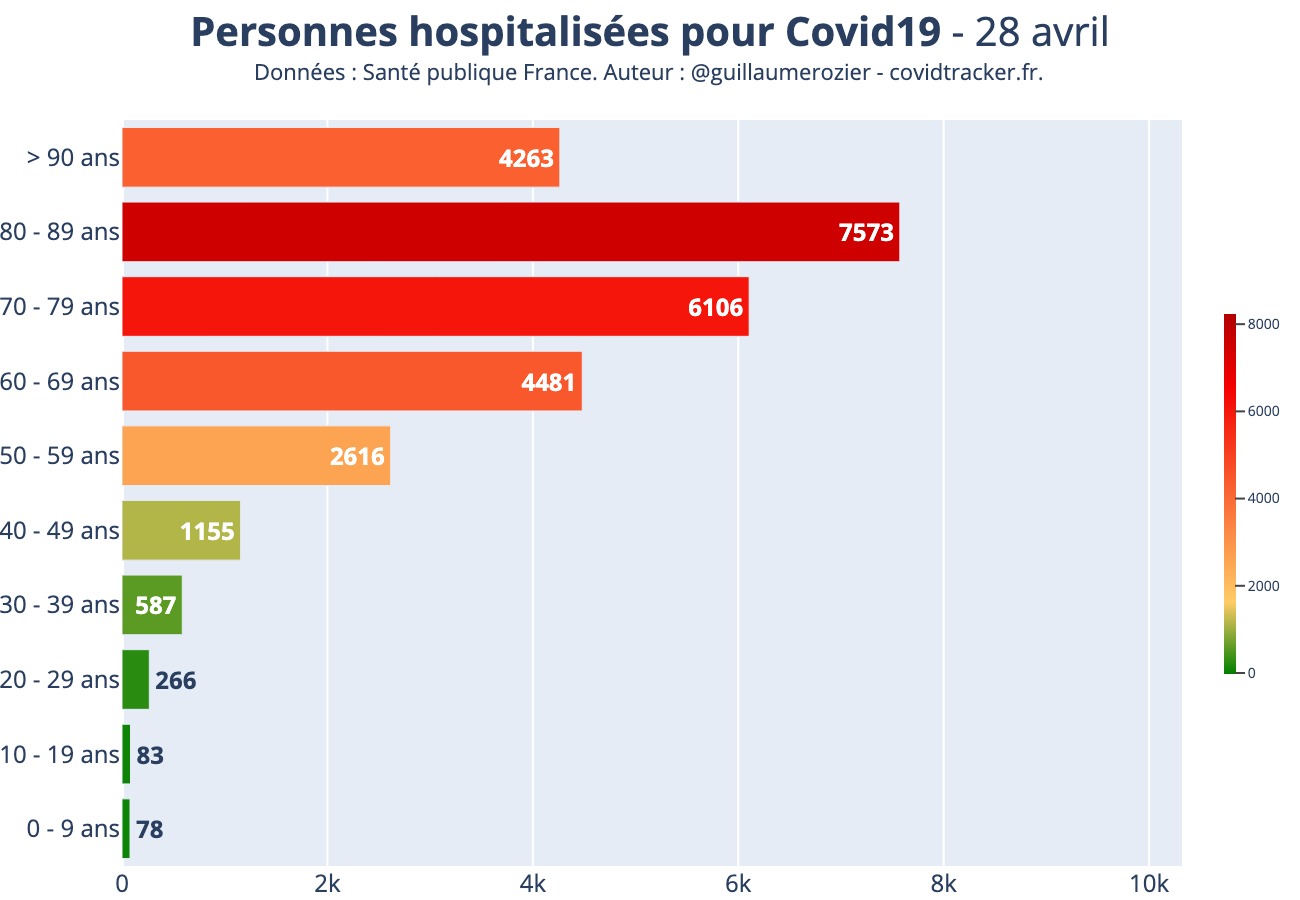 Personnes hospitalisées pour Covid19 - 28 avril
Données : Santé publique France. Auteur : @guillaumerozier - covidtracker.fr.
> 90 ans 4263
80 - 89 ans 7573
70 - 79 ans 6106
60 - 69 ans 4481
50 - 59 ans 2616
40 - 49 ans 1155
30 - 39 ans 587
20 - 29 ans 266
10 - 19 ans 83
0 - 9 ans 78
0 2k 4k 6k 8k 10k
8000
6000
4000
2000
0